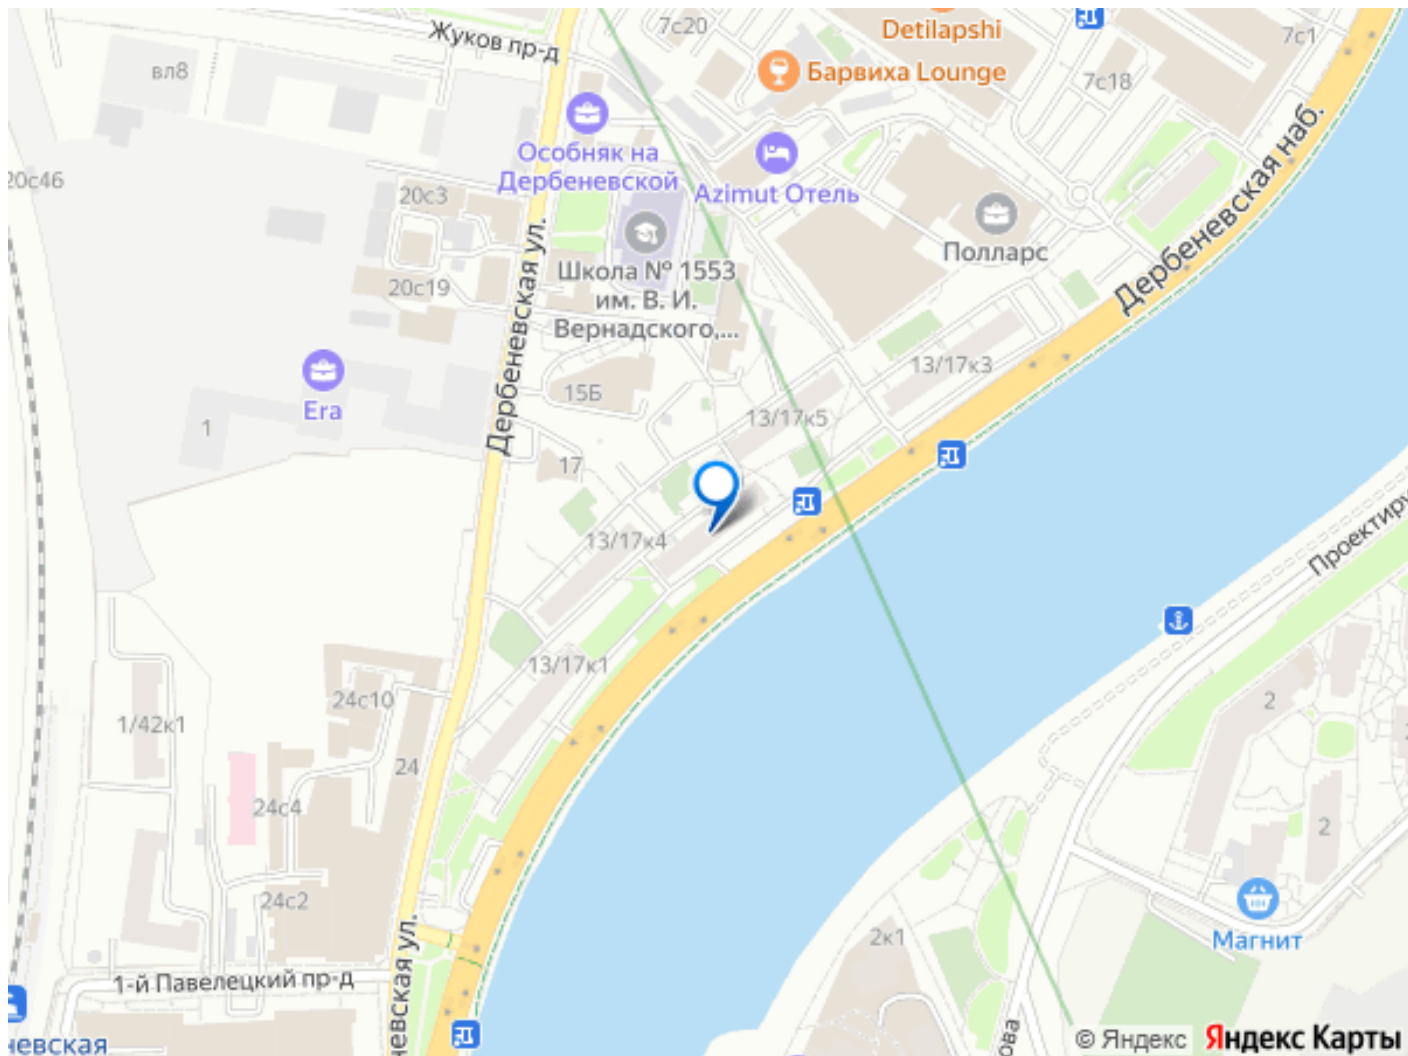 Жуков пр-д
7с20
Detilapshi
7с1
вл8
Барвиха Lounge
7с18
Дербеневская наб.
Особняк на
Дербеневской
Azimut Отель
20с46
20с3
Полларс
Дербеневская ул.
Школа № 1553
им. В. И.
Вернадского,...
20с19
13/17к3
15Б
Era
13/17к5
1
17
13/17к4
Проектиру
13/17к1
24с10
2
1/42к1
24
24с4
2
24с2
2к1
Магнит
1-й Павелецкий пр-д
невская ул.
невская
ова
© Яндекс
Яндекс Карты